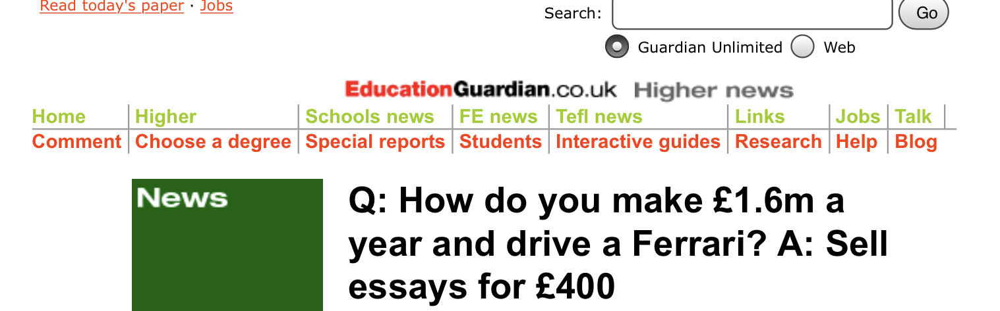 Read today's paper · Jobs
Search: Go
Guardian Unlimited Web
EducationGuardian.co.uk Higher news
Home Higher Schools news FE news Tefl news Links Jobs Talk
Comment Choose a degree Special reports Students Interactive guides Research Help Blog
News
Q: How do you make £1.6m a
year and drive a Ferrari? A: Sell
essays for £400